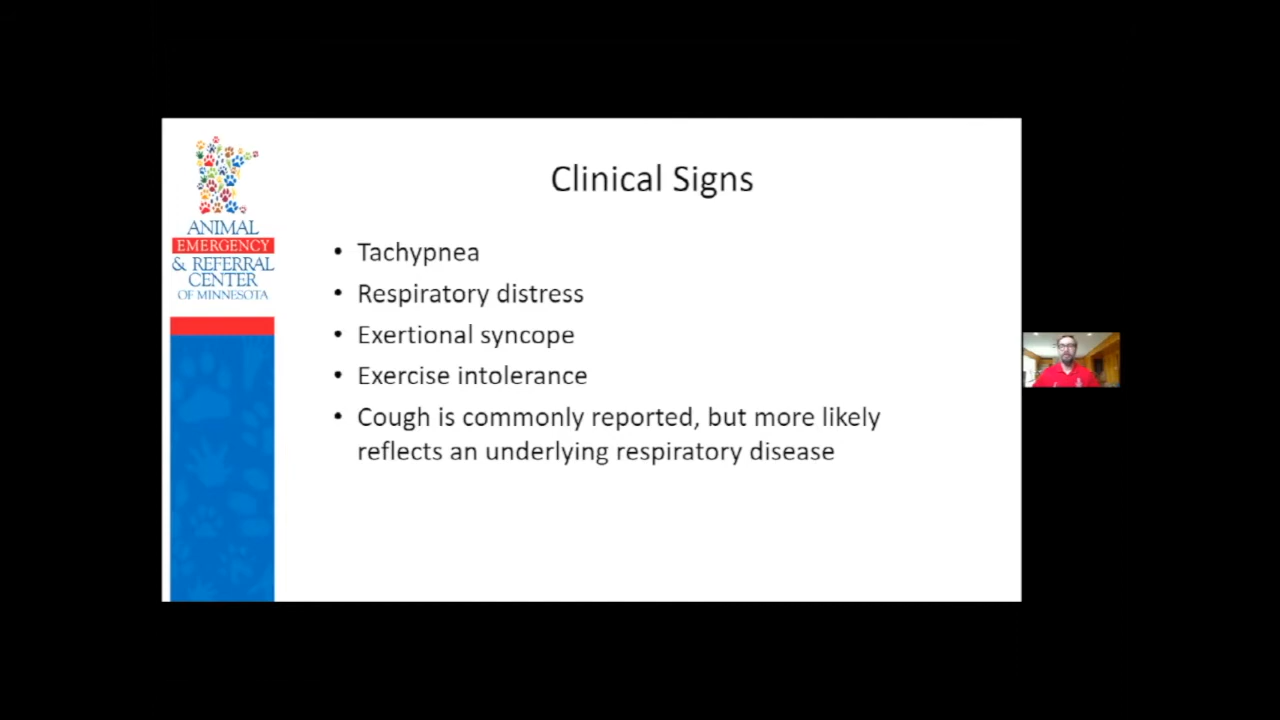 Clinical Signs
ANIMAL
EMERGENCY
& REFERRAL
CENTER
OF MINNESOTA
• Tachypnea
• Respiratory distress
• Exertional syncope
• Exercise intolerance
• Cough is commonly reported, but more likely
reflects an underlying respiratory disease